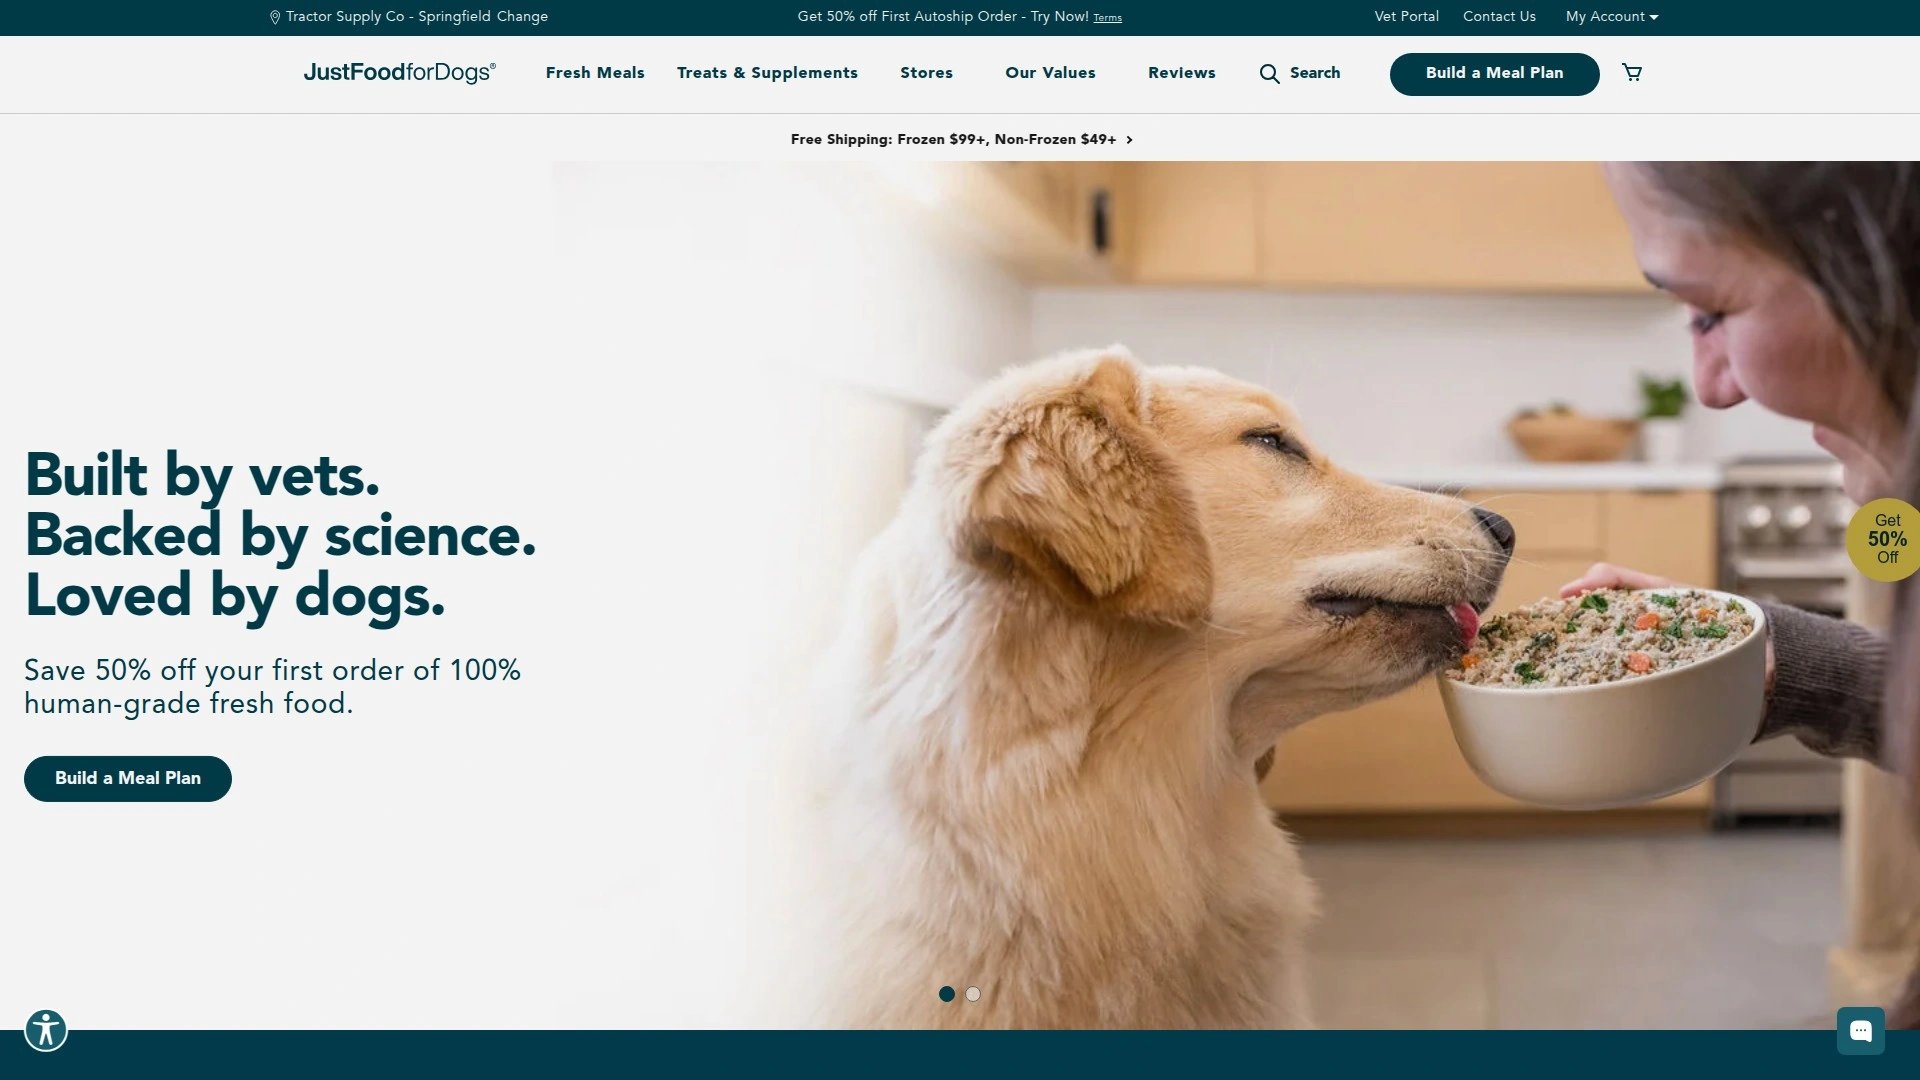 Tractor Supply Co - Springfield Change
Get 50% off First Autoship Order - Try Now! Terms
Vet Portal
Contact Us
My Account
JustFoodforDogs®
Fresh Meals
Treats & Supplements
Stores
Our Values
Reviews
Search
Build a Meal Plan
Free Shipping: Frozen $99+, Non-Frozen $49+
Built by vets.
Backed by science.
Loved by dogs.
Save 50% off your first order of 100%
human-grade fresh food.
Build a Meal Plan
Get
50%
Off